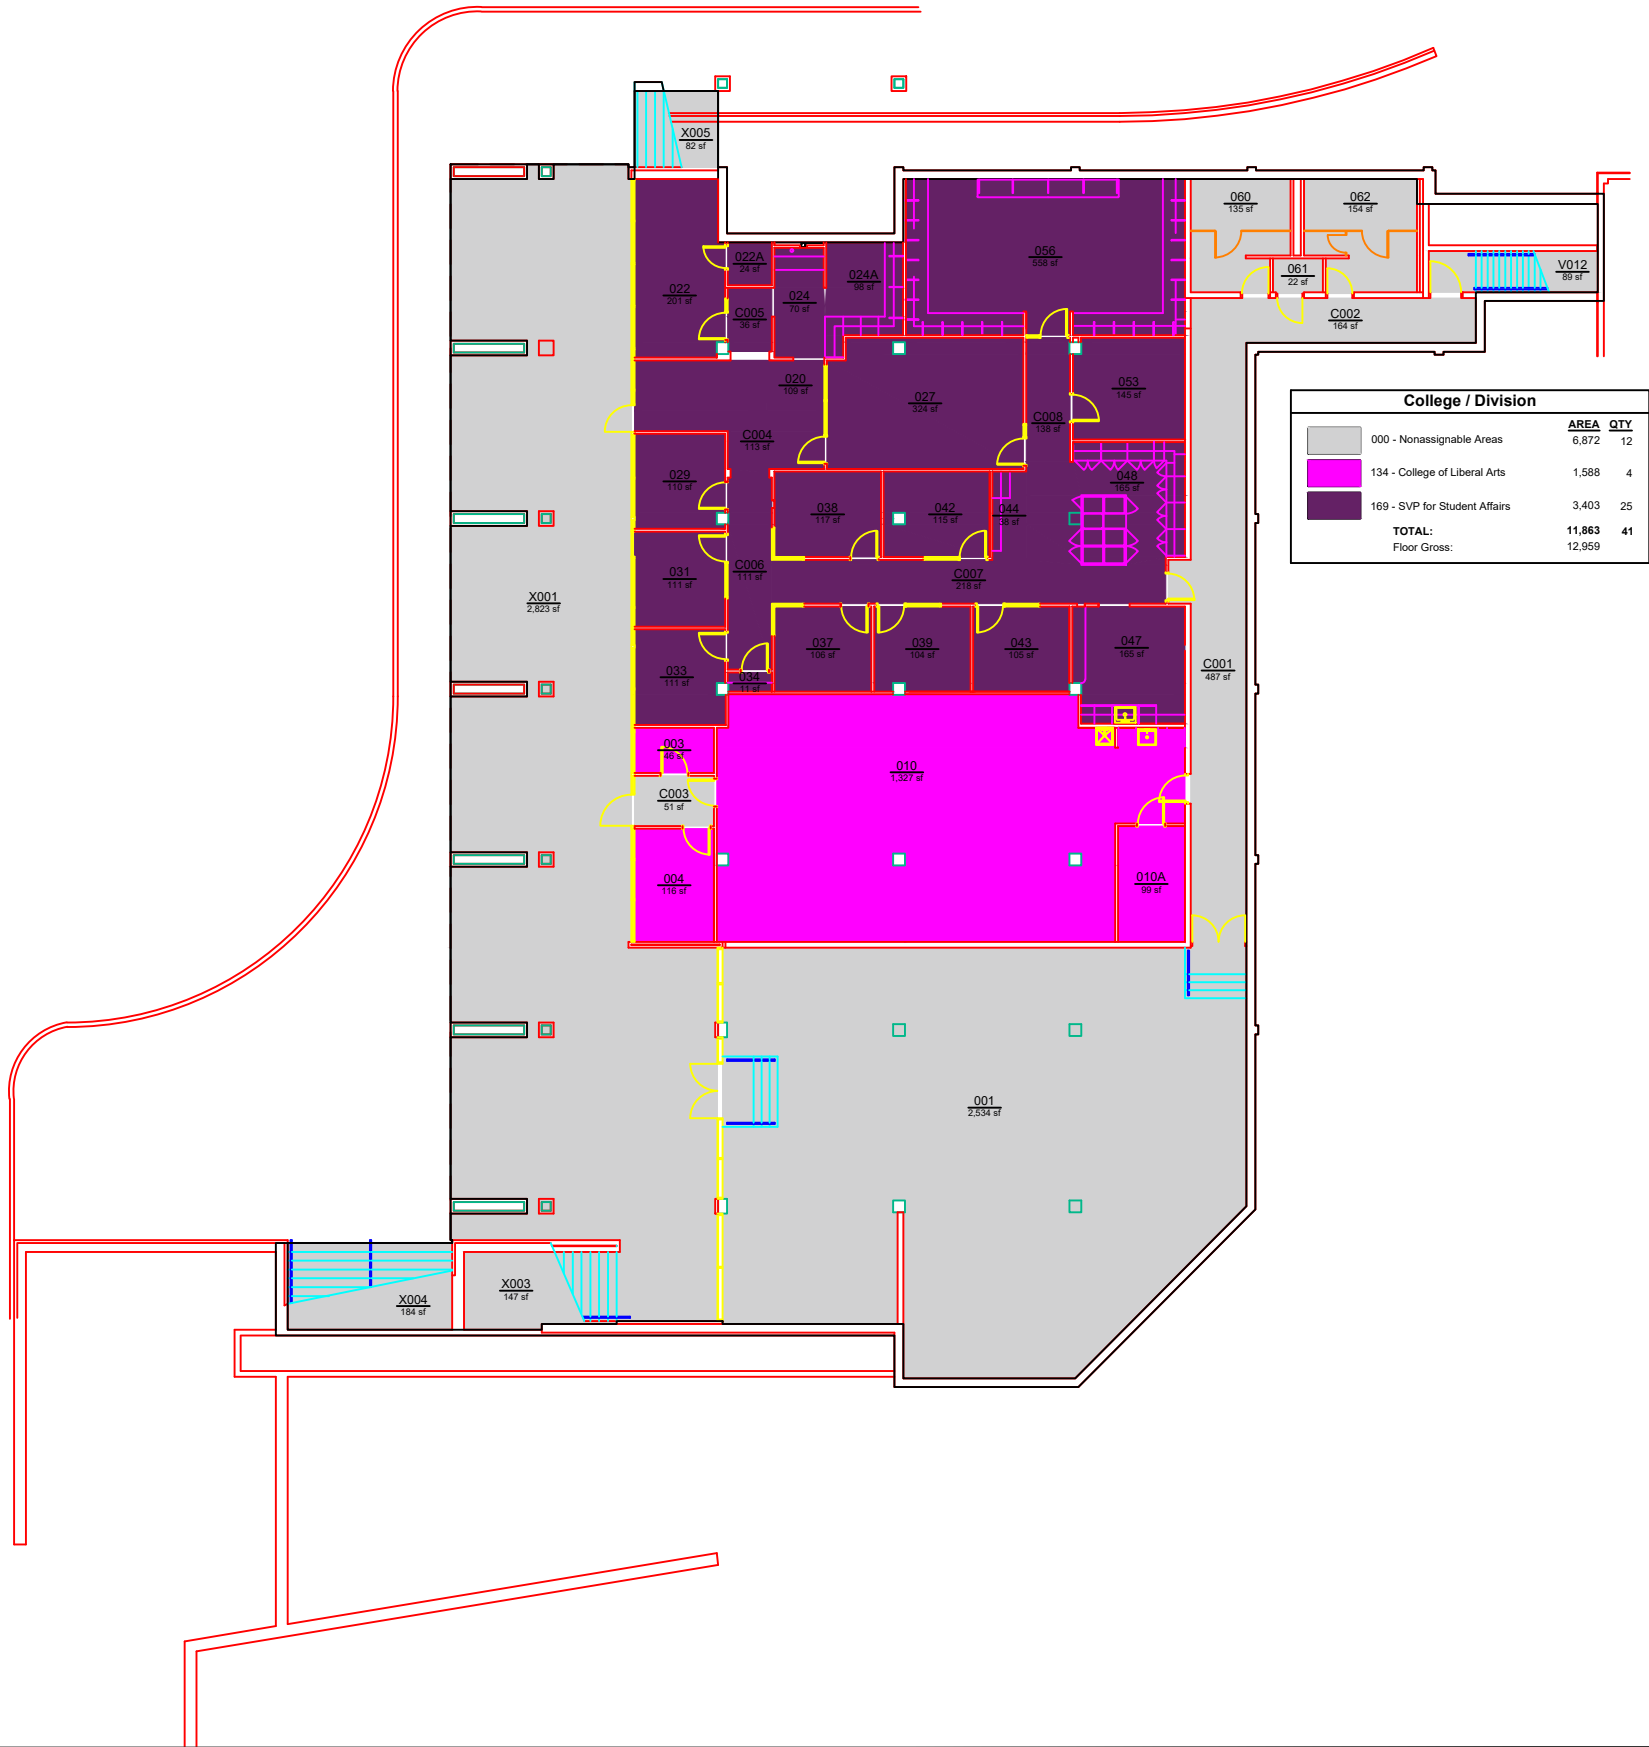 X005
82 sf
060
135 sf
062
154 sf
022A
24 sf
024A
98 sf
056
558 sf
061
22 sf
V012
89 sf
022
201 sf
024
70 sf
C005
36 sf
C002
164 sf
020
109 sf
027
324 sf
053
145 sf
C008
138 sf
C004
113 sf
College / Division
AREA QTY
000 - Nonassignable Areas 6,872 12
134 - College of Liberal Arts 1,588 4
169 - SVP for Student Affairs 3,403 25
TOTAL: 11,863 41
Floor Gross: 12,959
029
110 sf
038
117 sf
042
115 sf
044
38 sf
048
165 sf
031
111 sf
C006
111 sf
C007
218 sf
X001
2,823 sf
033
111 sf
034
11 sf
037
106 sf
039
104 sf
043
105 sf
047
165 sf
C001
487 sf
003
46 sf
010
1,327 sf
C003
51 sf
004
116 sf
010A
99 sf
001
2,534 sf
X003
147 sf
X004
184 sf